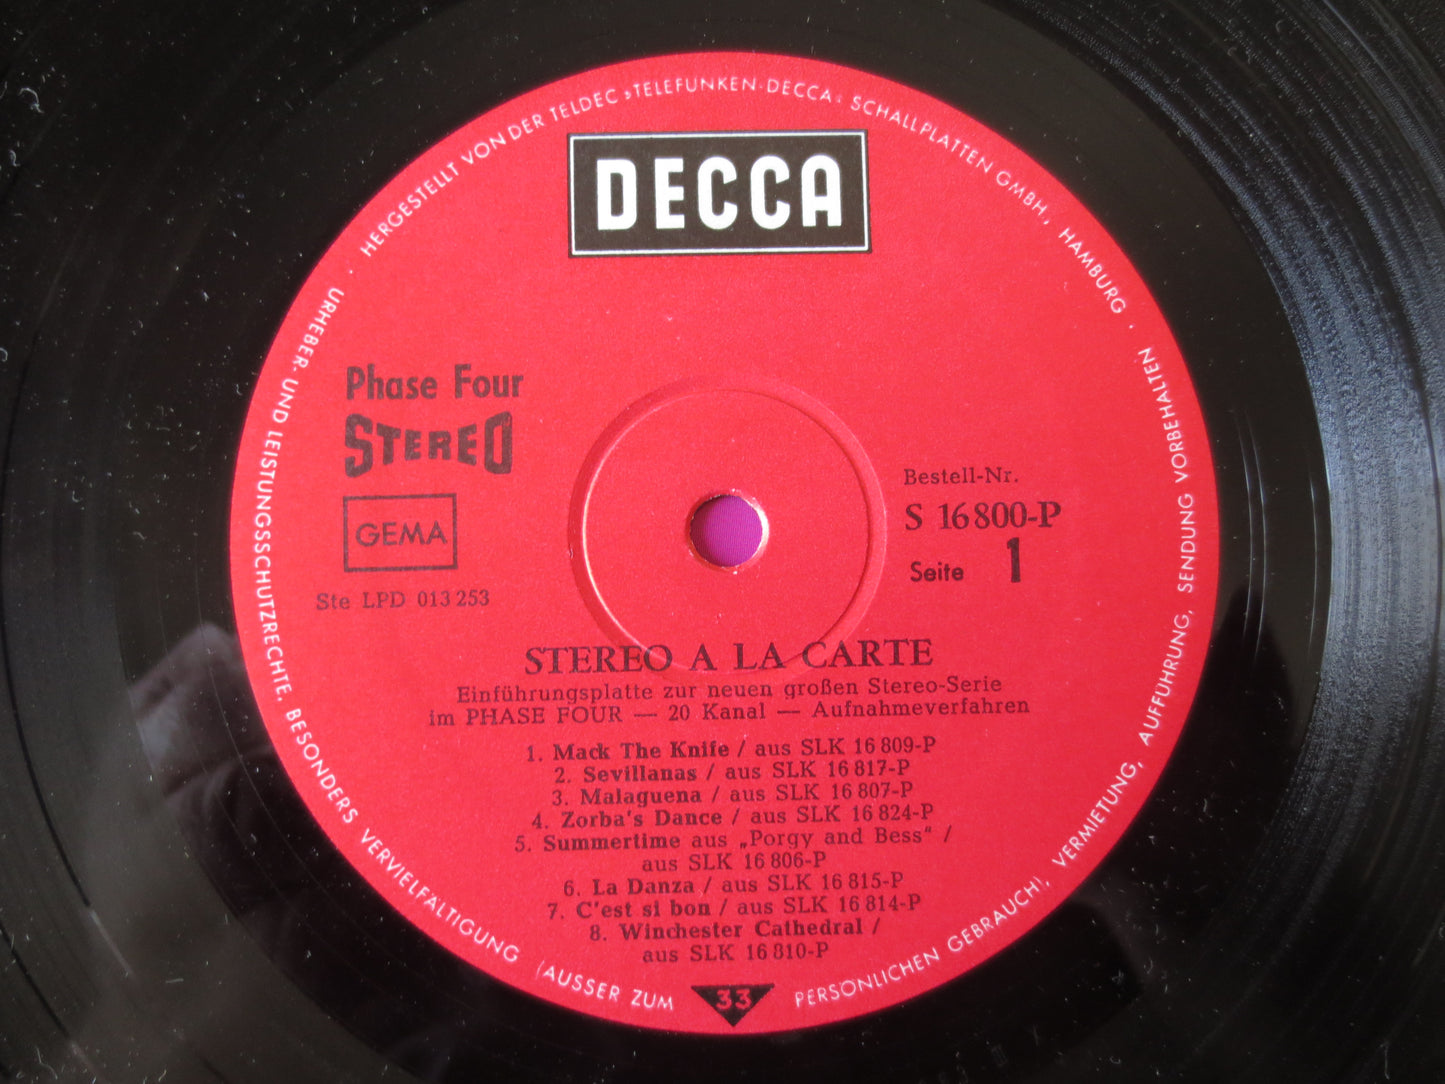 HERGESTELLT VON DER TELDEC »TELEFUNKEN-DECCA« SCHALLPLATTEN GMBH, HAMBURG ·
URHEBER- UND LEISTUNGSSCHUTZRECHTE, BESONDERS VERVIELFÄLTIGUNG (AUSSER ZUM PERSÖNLICHEN GEBRAUCH), VERMIETUNG, AUFFÜHRUNG, SENDUNG VORBEHALTEN ·
DECCA
Phase Four
STEREO
GEMA
Ste LPD 013 253
Bestell-Nr.
S 16 800-P
Seite 1
STEREO A LA CARTE
Einführungsplatte zur neuen großen Stereo-Serie
im PHASE FOUR — 20 Kanal — Aufnahmeverfahren
1. Mack The Knife / aus SLK 16 809-P
2. Sevillanas / aus SLK 16 817-P
3. Malaguena / aus SLK 16 807-P
4. Zorba's Dance / aus SLK 16 824-P
5. Summertime aus „Porgy and Bess" /
aus SLK 16 806-P
6. La Danza / aus SLK 16 815-P
7. C'est si bon / aus SLK 16 814-P
8. Winchester Cathedral /
aus SLK 16 810-P
33